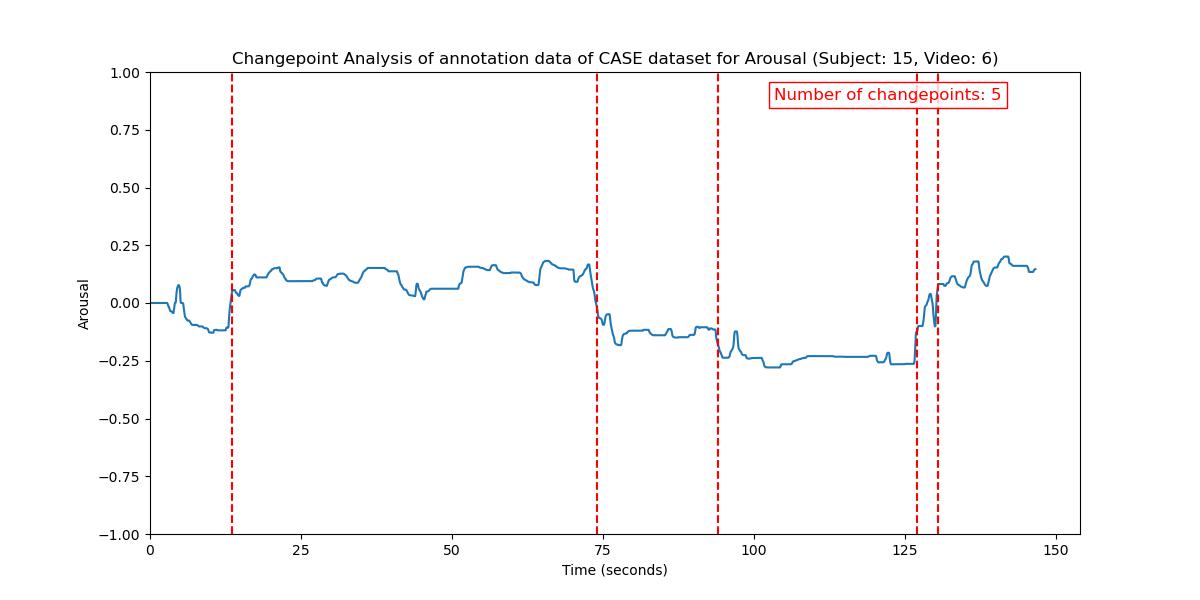 Changepoint Analysis of annotation data of CASE dataset for Arousal (Subject: 15, Video: 6)
Number of changepoints: 5
1.00
0.75
0.50
0.25
0.00
−0.25
−0.50
−0.75
−1.00
Arousal
0 25 50 75 100 125 150
Time (seconds)